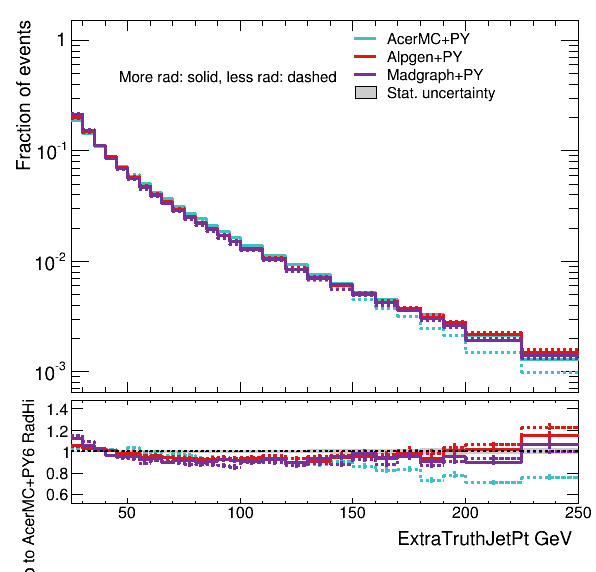 Fraction of events
1
10⁻¹
10⁻²
10⁻³
AcerMC+PY
Alpgen+PY
Madgraph+PY
Stat. uncertainty
More rad: solid, less rad: dashed
to AcerMC+PY6 RadHi
1.4
1.2
1
0.8
0.6
50
100
150
200
250
ExtraTruthJetPt GeV